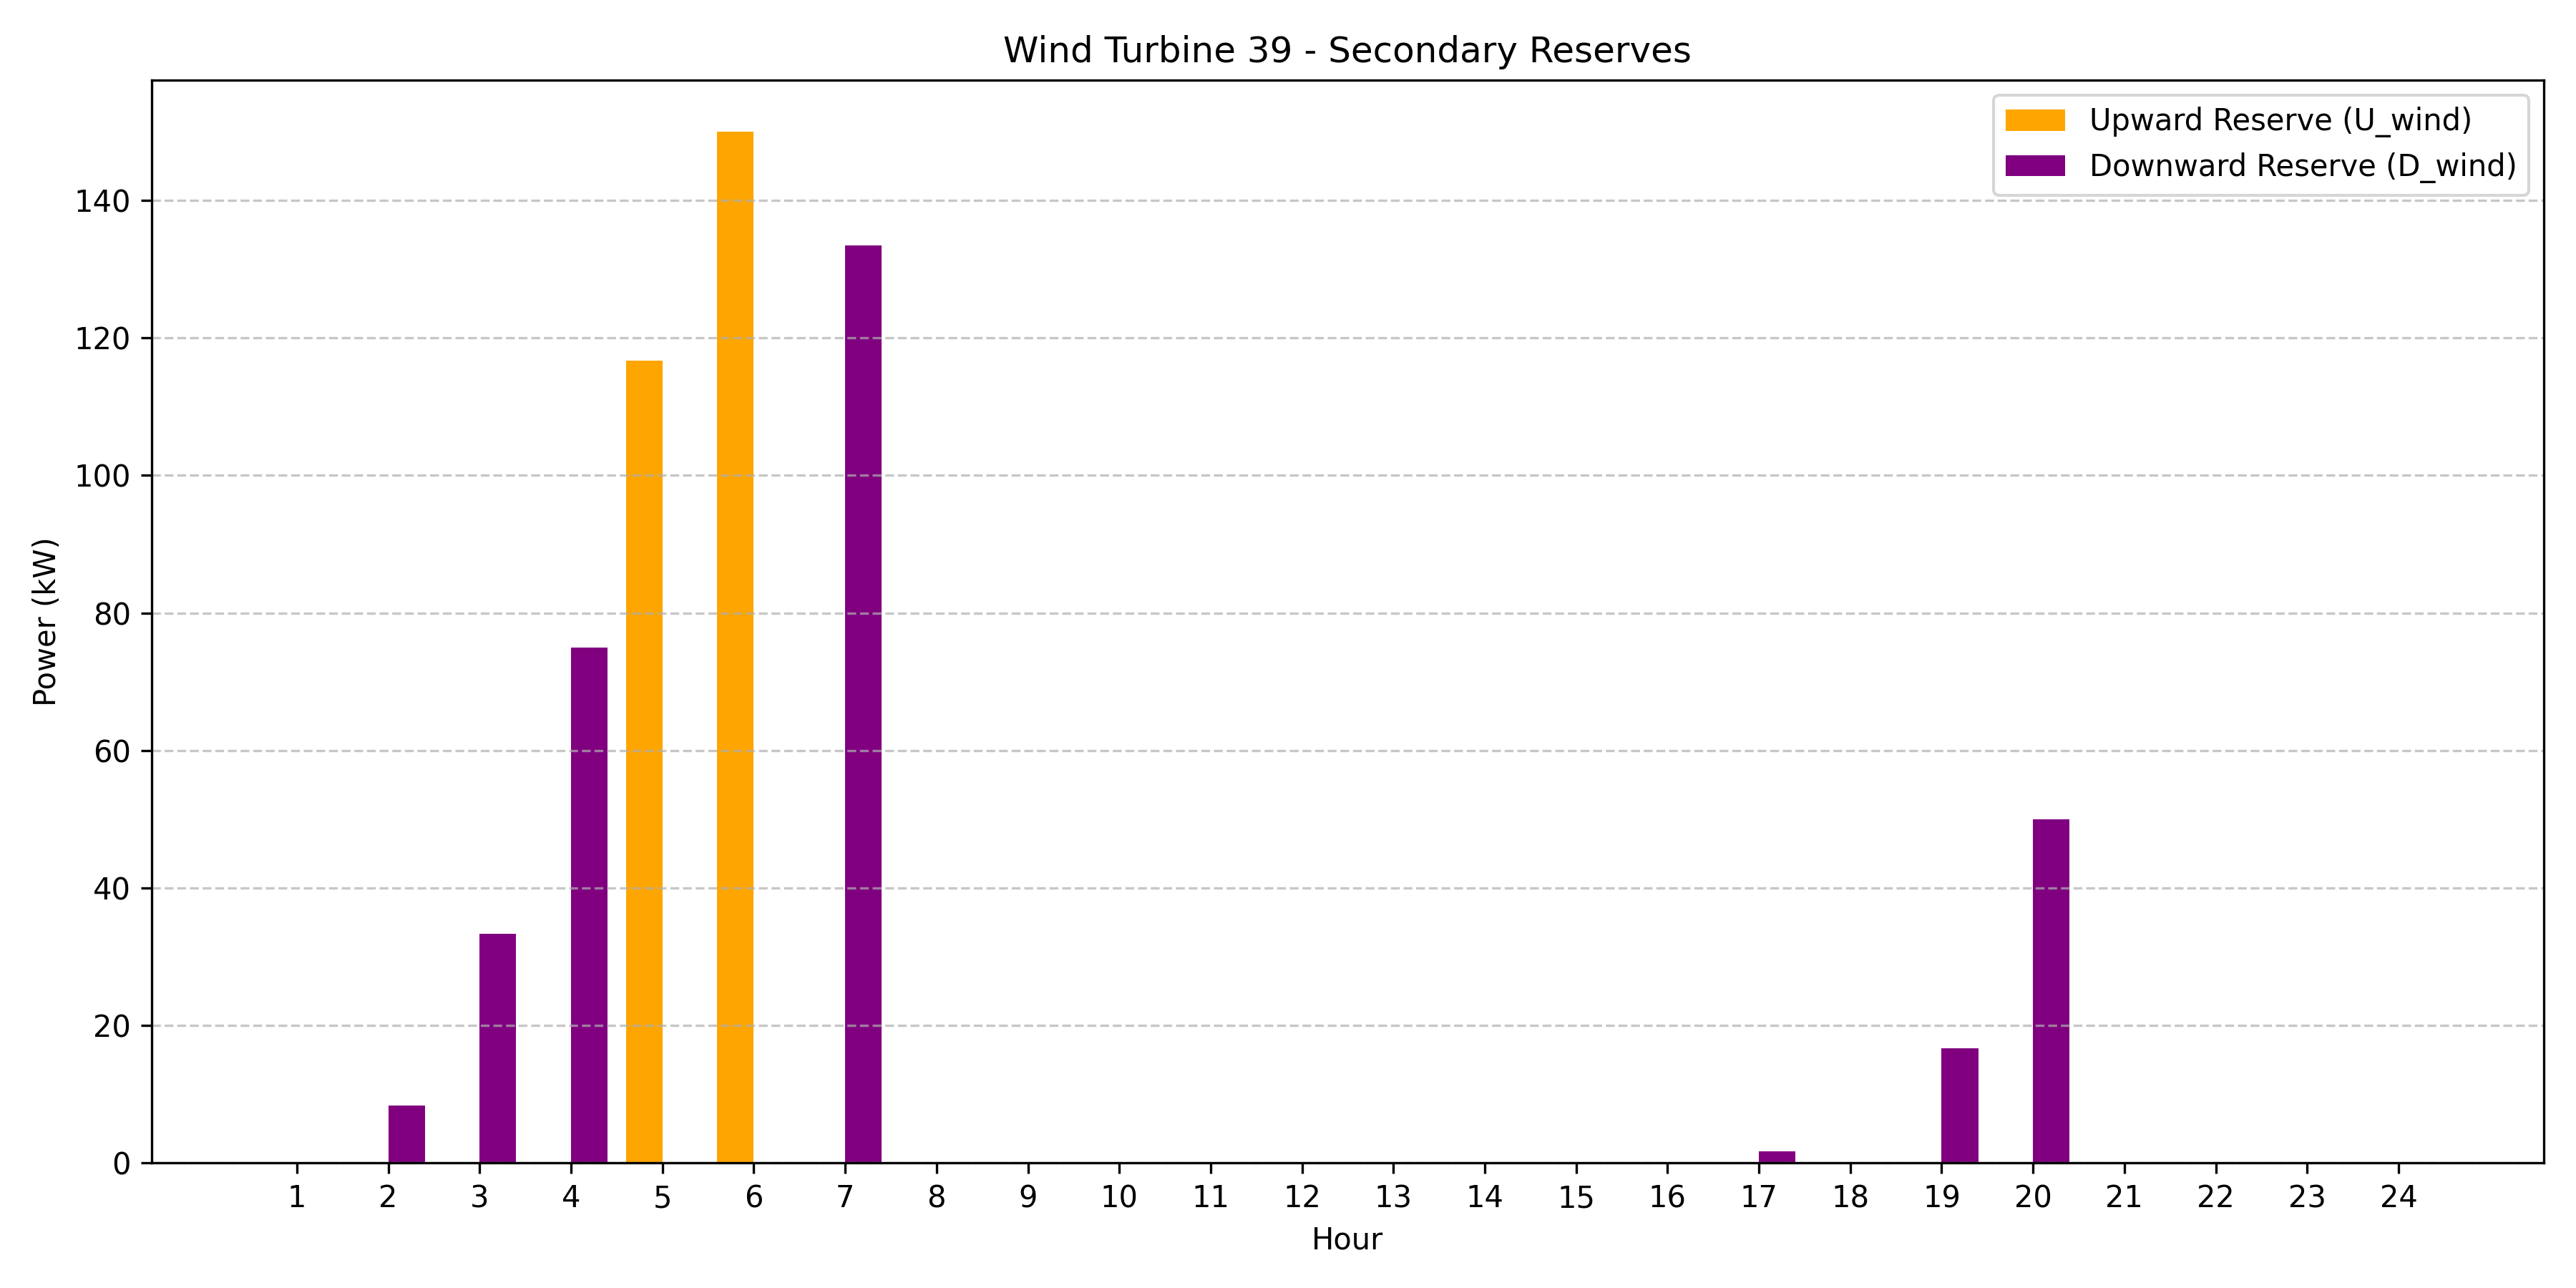 Wind Turbine 39 - Secondary Reserves
Upward Reserve (U_wind)
Downward Reserve (D_wind)
140
120
100
80
60
40
20
0
Power (kW)
1 2 3 4 5 6 7 8 9 10 11 12 13 14 15 16 17 18 19 20 21 22 23 24
Hour